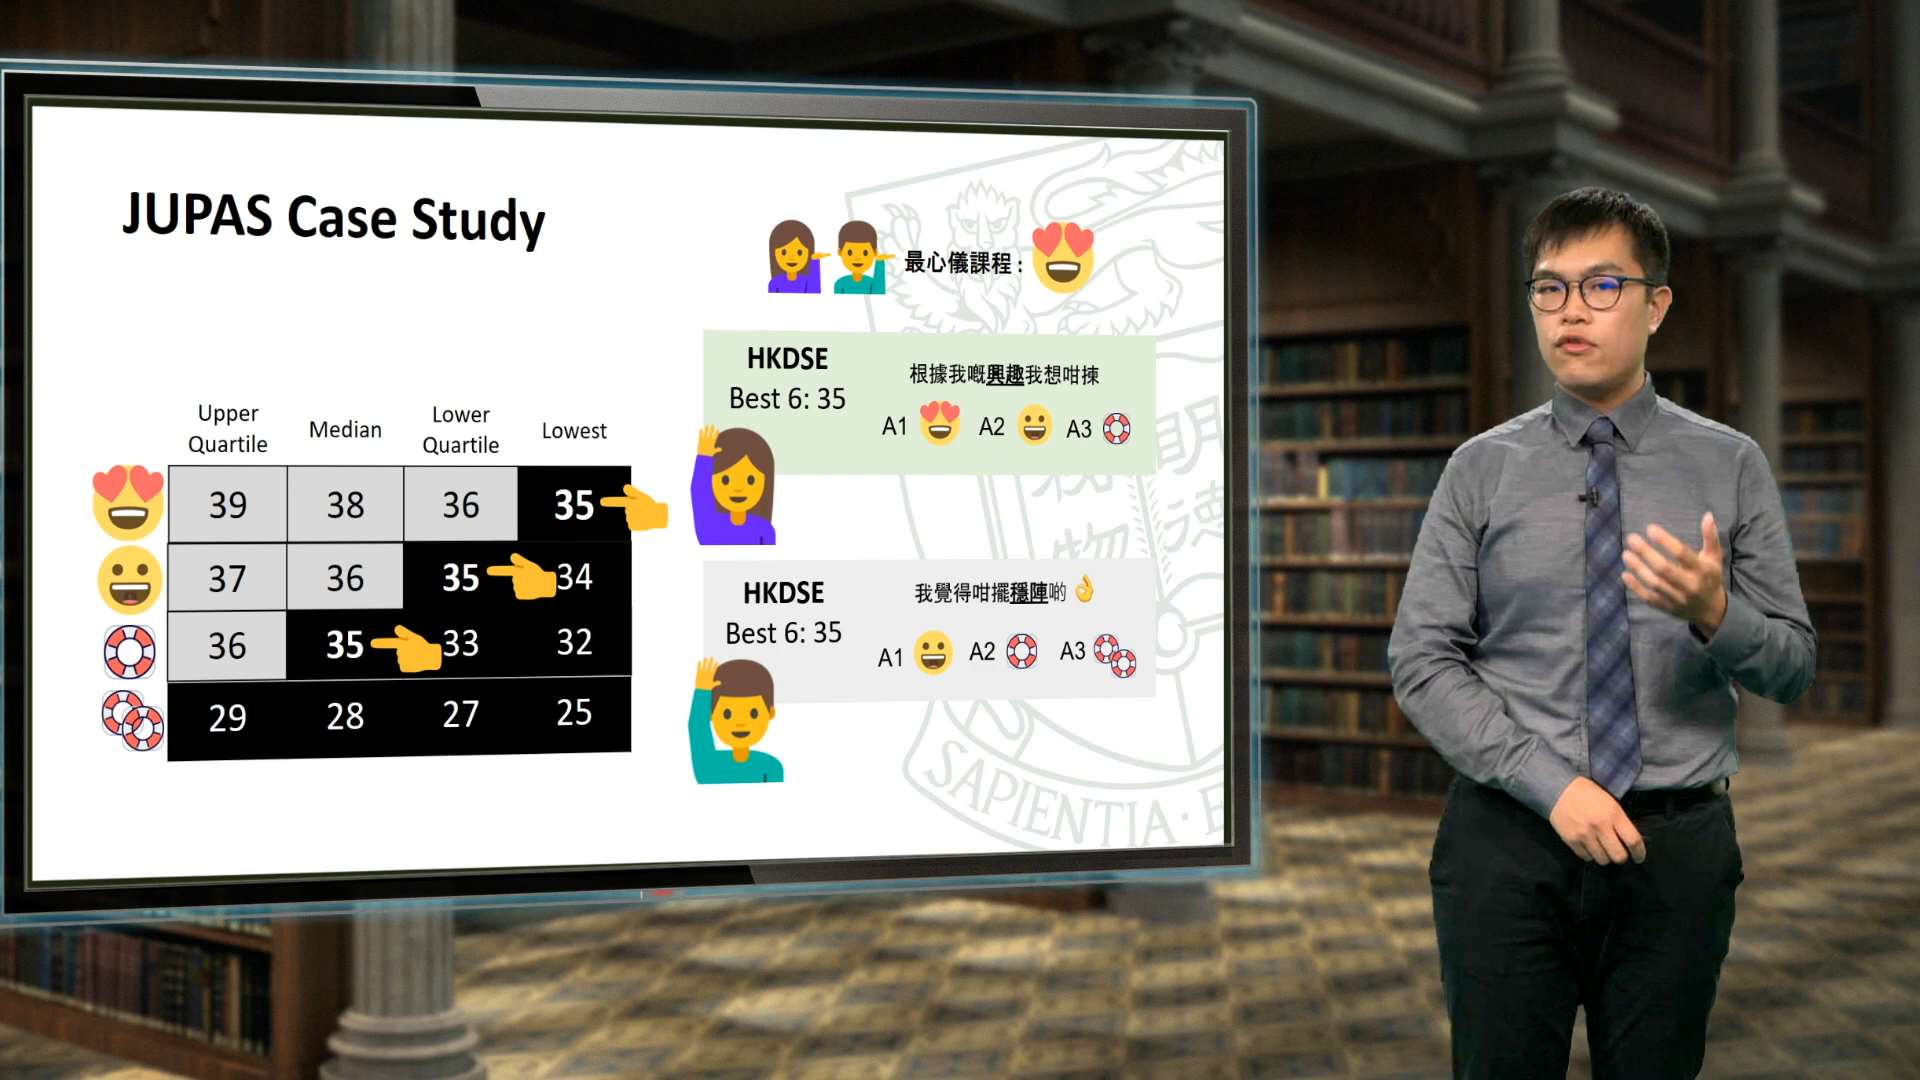 JUPAS Case Study
最心儀課程 :
Upper Quartile Median Lower Quartile Lowest
39 38 36 35
37 36 35 34
36 35 33 32
29 28 27 25
HKDSE
Best 6: 35
根據我嘅興趣我想咁揀
A1 A2 A3
HKDSE
Best 6: 35
我覺得咁擺穩陣啲
A1 A2 A3
明
物 德
SAPIENTIA · E